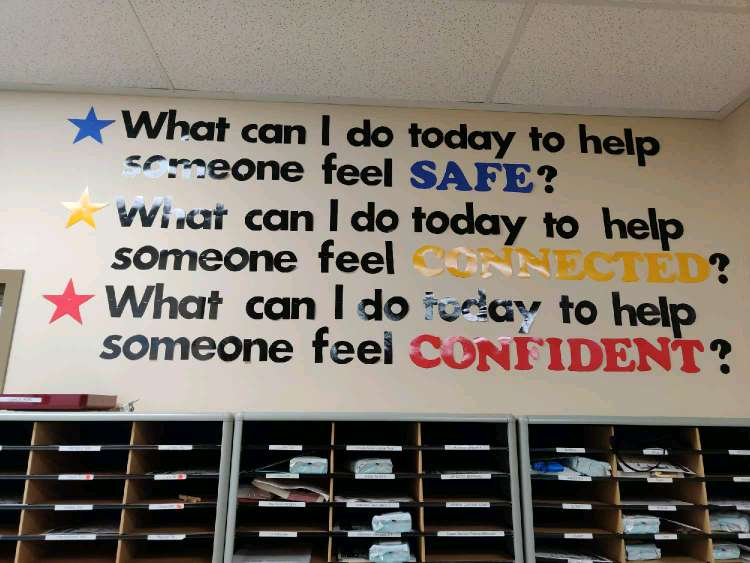 What can I do today to help
someone feel SAFE?
What can I do today to help
someone feel CONNECTED?
What can I do today to help
someone feel CONFIDENT?